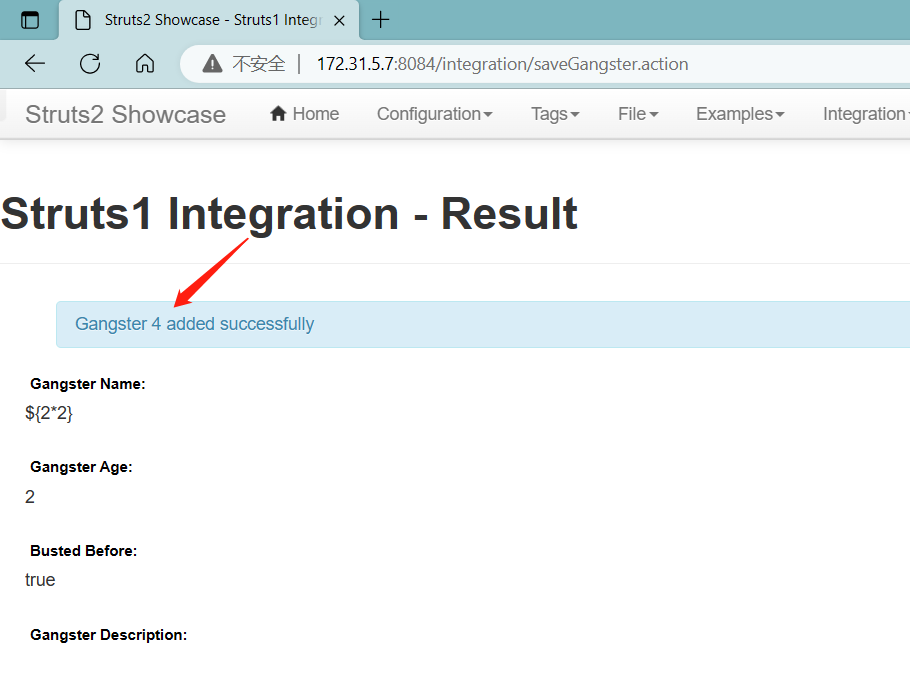 Struts2 Showcase - Struts1 Integr
不安全 | 172.31.5.7:8084/integration/saveGangster.action
Struts2 Showcase Home Configuration Tags File Examples Integration
Struts1 Integration - Result
Gangster 4 added successfully
Gangster Name:
${2*2}
Gangster Age:
2
Busted Before:
true
Gangster Description: